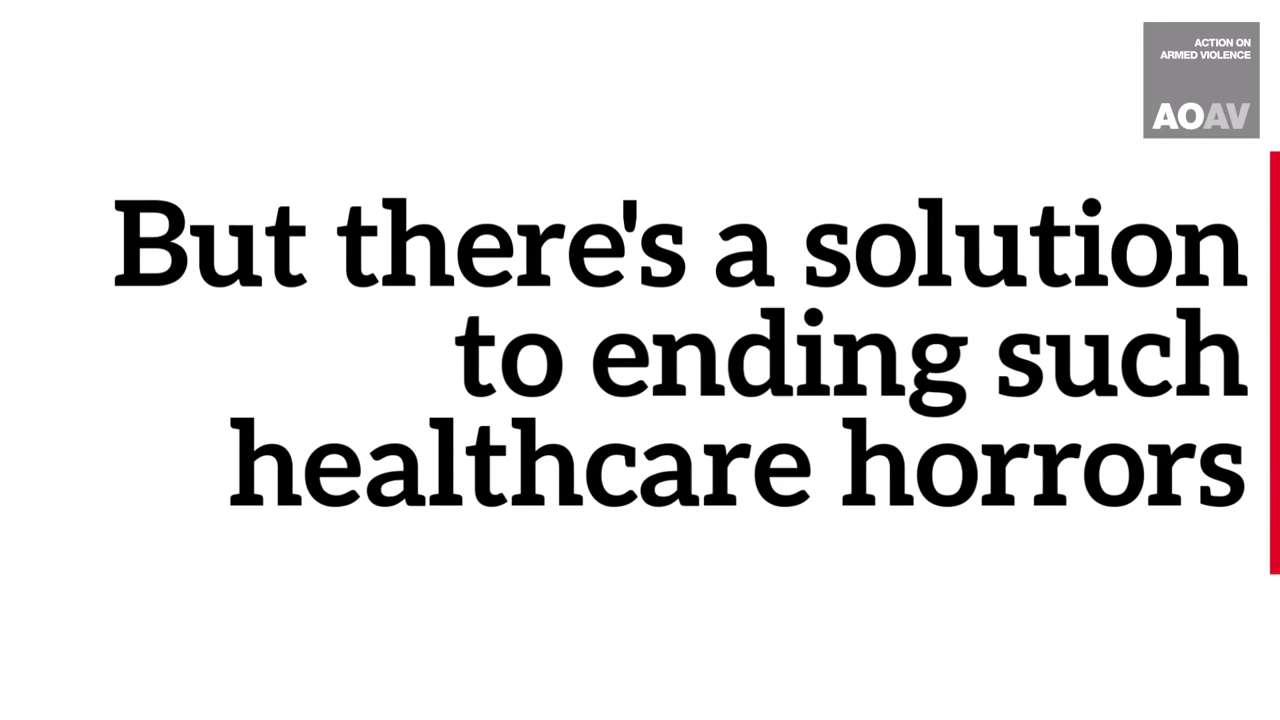 ACTION ON
ARMED VIOLENCE
AOAV
But there's a solution
to ending such
healthcare horrors